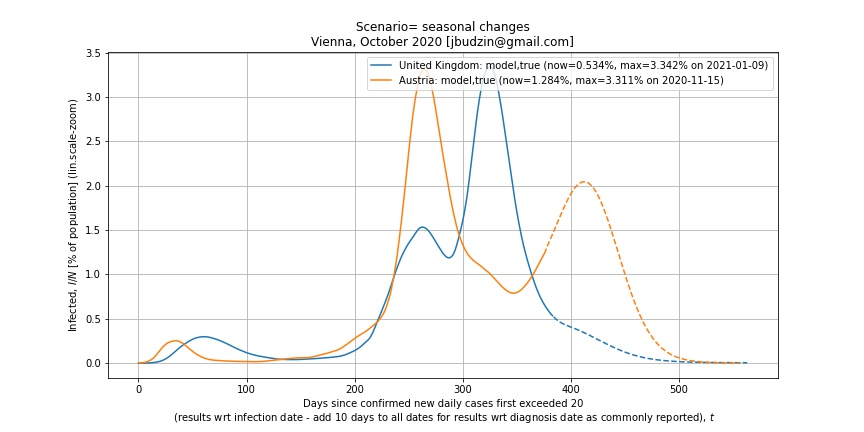 Scenario= seasonal changes
Vienna, October 2020 [jbudzin@gmail.com]
United Kingdom: model,true (now=0.534%, max=3.342% on 2021-01-09)
Austria: model,true (now=1.284%, max=3.311% on 2020-11-15)
Infected, I/N [% of population] (lin.scale-zoom)
3.5
3.0
2.5
2.0
1.5
1.0
0.5
0.0
0 100 200 300 400 500
Days since confirmed new daily cases first exceeded 20
(results wrt infection date - add 10 days to all dates for results wrt diagnosis date as commonly reported), t